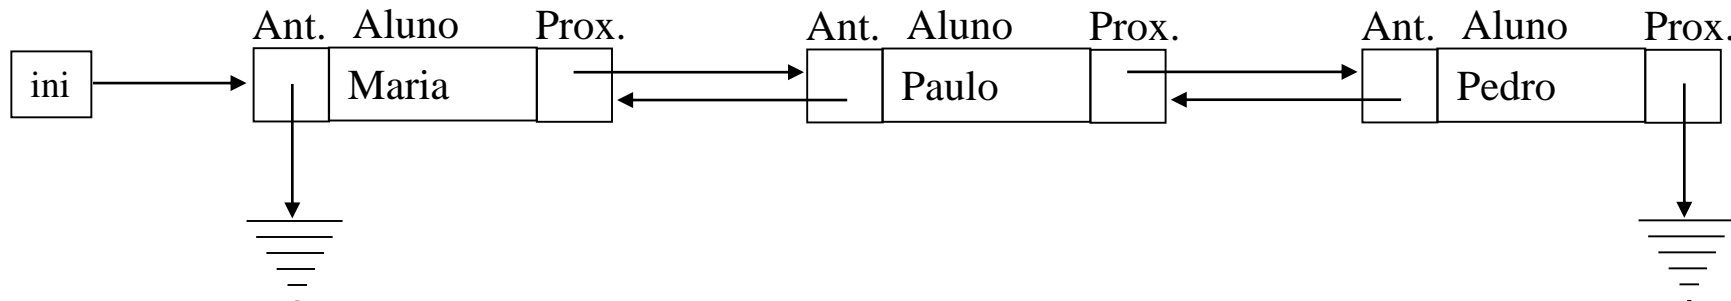 Ant. Aluno Prox. Ant. Aluno Prox. Ant. Aluno Prox.
ini Maria Paulo Pedro